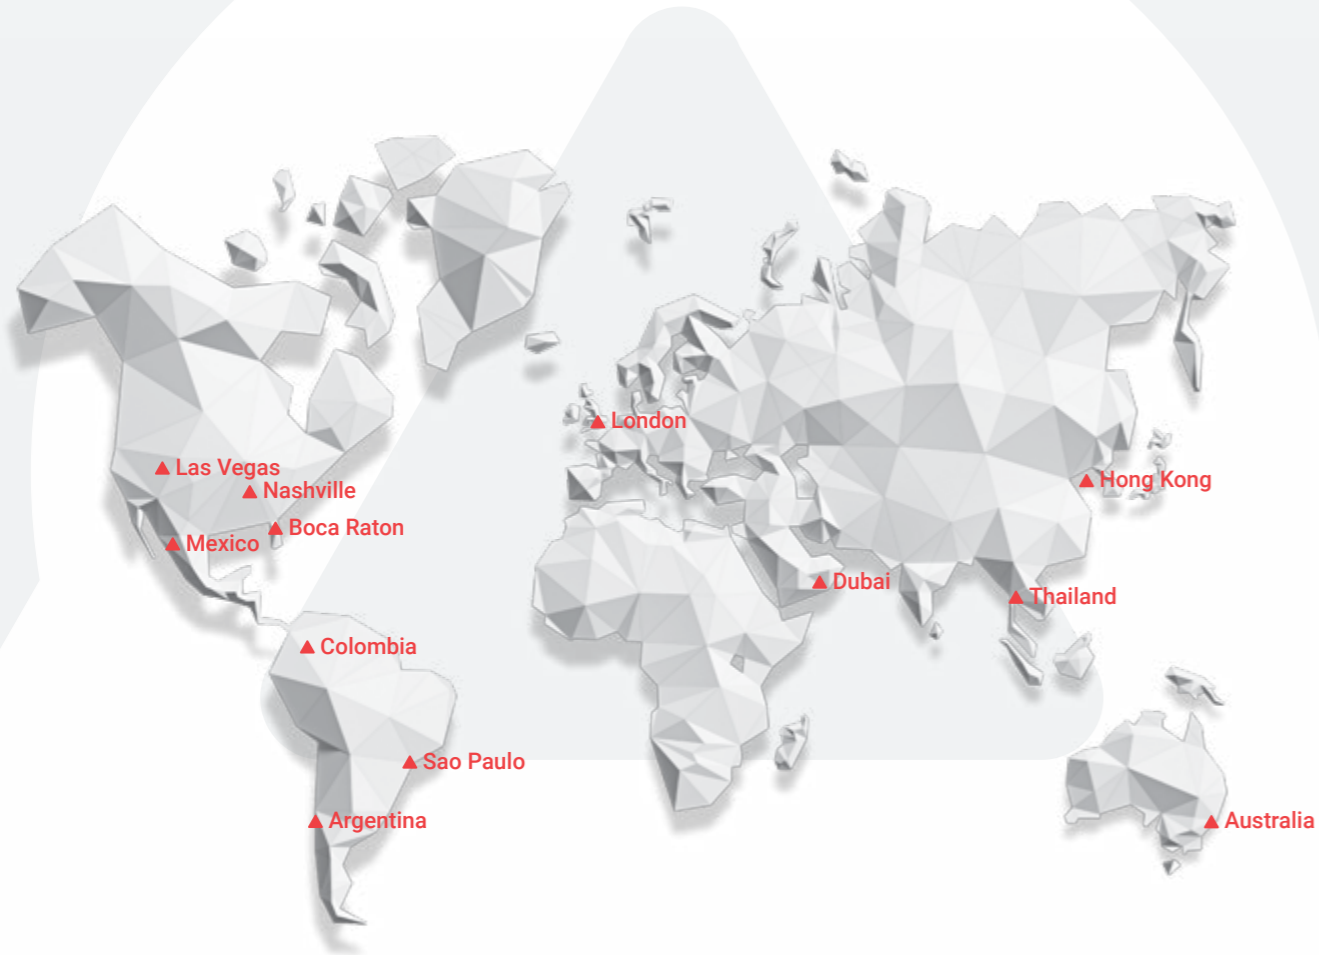 London
Las Vegas
Nashville
Hong Kong
Boca Raton
Mexico
Dubai
Thailand
Colombia
Sao Paulo
Argentina
Australia